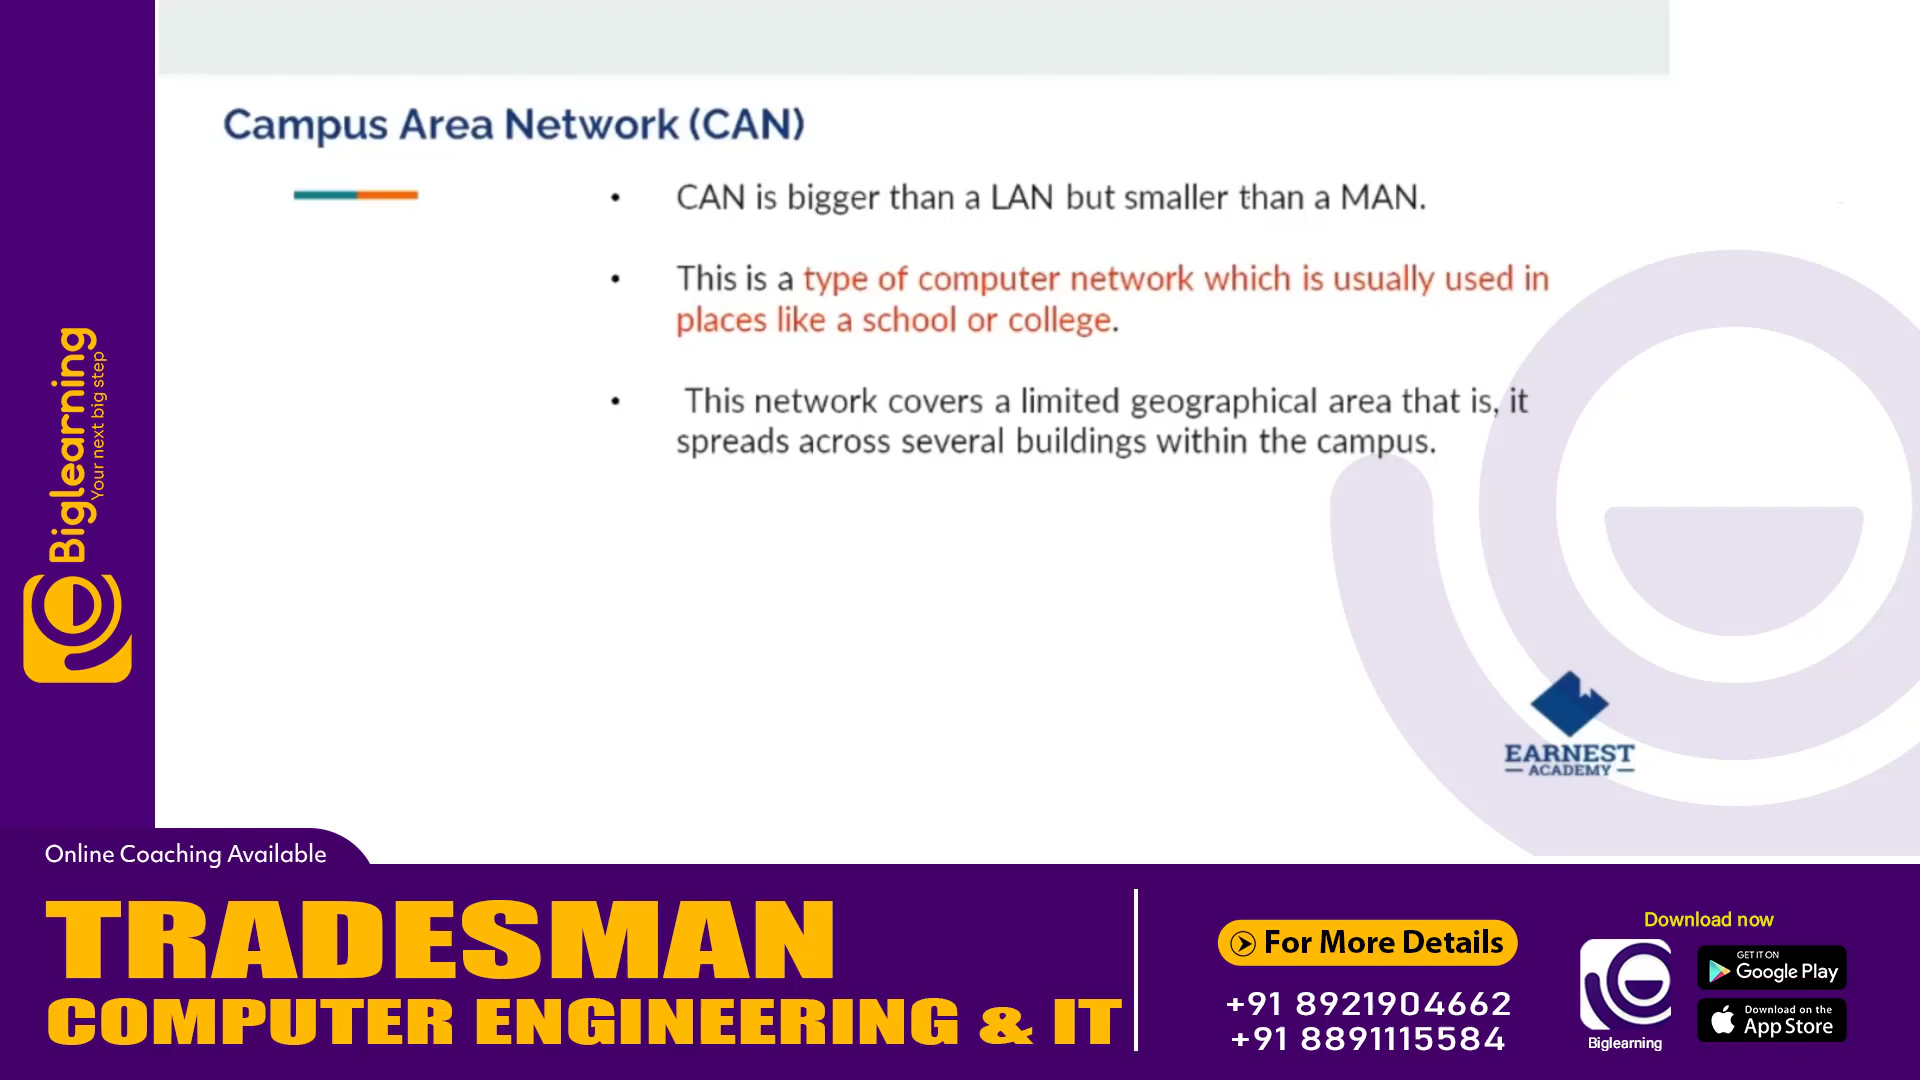 Campus Area Network (CAN)
• CAN is bigger than a LAN but smaller than a MAN.
• This is a type of computer network which is usually used in
places like a school or college.
• This network covers a limited geographical area that is, it
spreads across several buildings within the campus.
Biglearning
Your next big step
EARNEST
ACADEMY
Online Coaching Available
TRADESMAN
COMPUTER ENGINEERING & IT
For More Details
+91 8921904662
+91 8891115584
Download now
Biglearning
GET IT ON
Google Play
Download on the
App Store